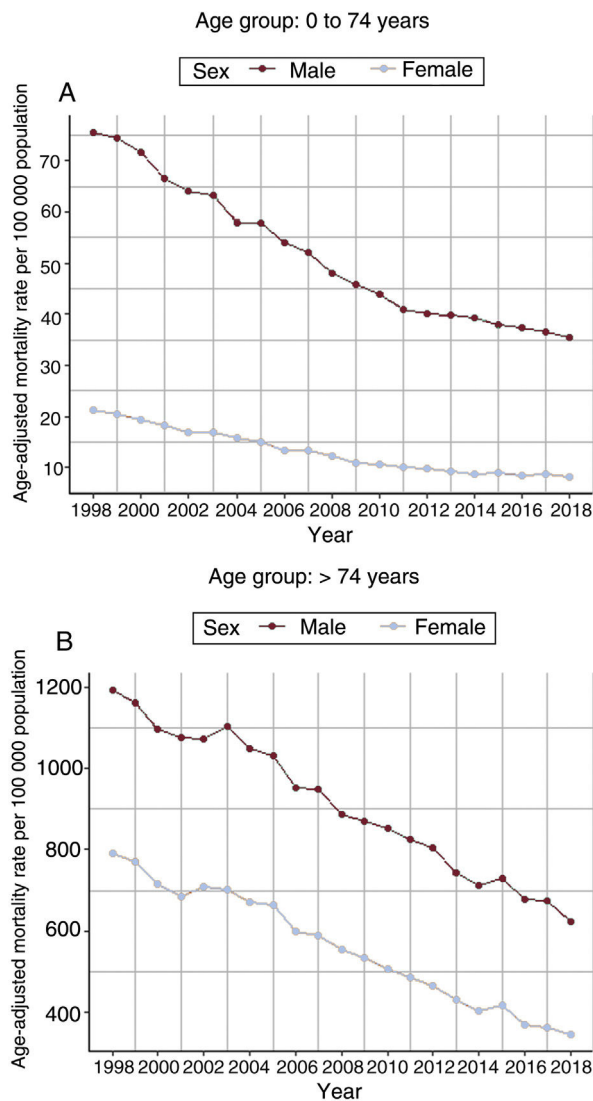 Age group: 0 to 74 years
Sex Male Female
A
Age-adjusted mortality rate per 100 000 population
70
60
50
40
30
20
10
1998 2000 2002 2004 2006 2008 2010 2012 2014 2016 2018
Year
Age group: > 74 years
Sex Male Female
B
Age-adjusted mortality rate per 100 000 population
1200
1000
800
600
400
1998 2000 2002 2004 2006 2008 2010 2012 2014 2016 2018
Year